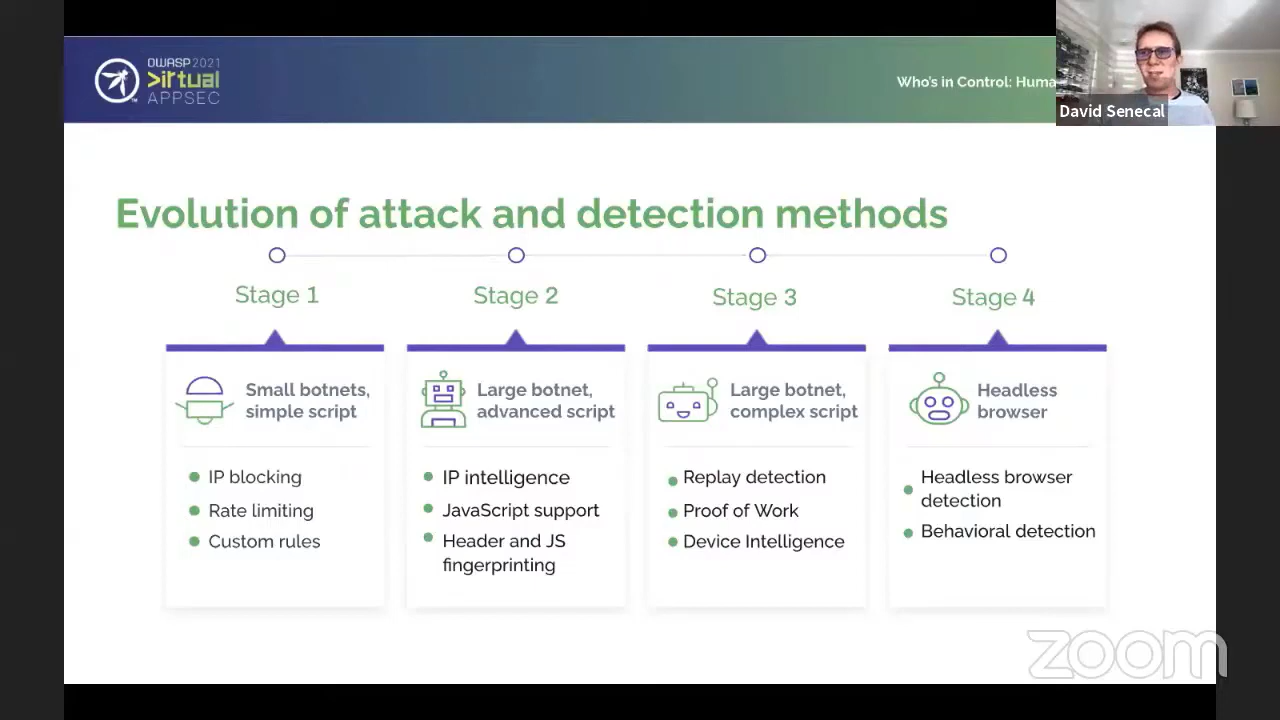 OWASP 2021
Virtual
APPSEC
Who's in Control: Huma
David Senecal
Evolution of attack and detection methods
Stage 1
Stage 2
Stage 3
Stage 4
Small botnets,
simple script
IP blocking
Rate limiting
Custom rules
Large botnet,
advanced script
IP intelligence
JavaScript support
Header and JS
fingerprinting
Large botnet,
complex script
Replay detection
Proof of Work
Device Intelligence
Headless
browser
Headless browser
detection
Behavioral detection
zoom